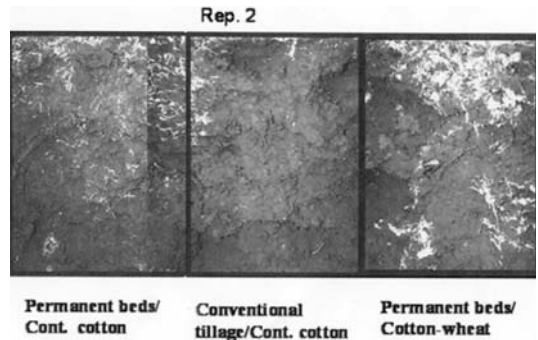 Rep. 2
Permanent beds/
Cont. cotton
Conventional
tillage/Cont. cotton
Permanent beds/
Cotton-wheat